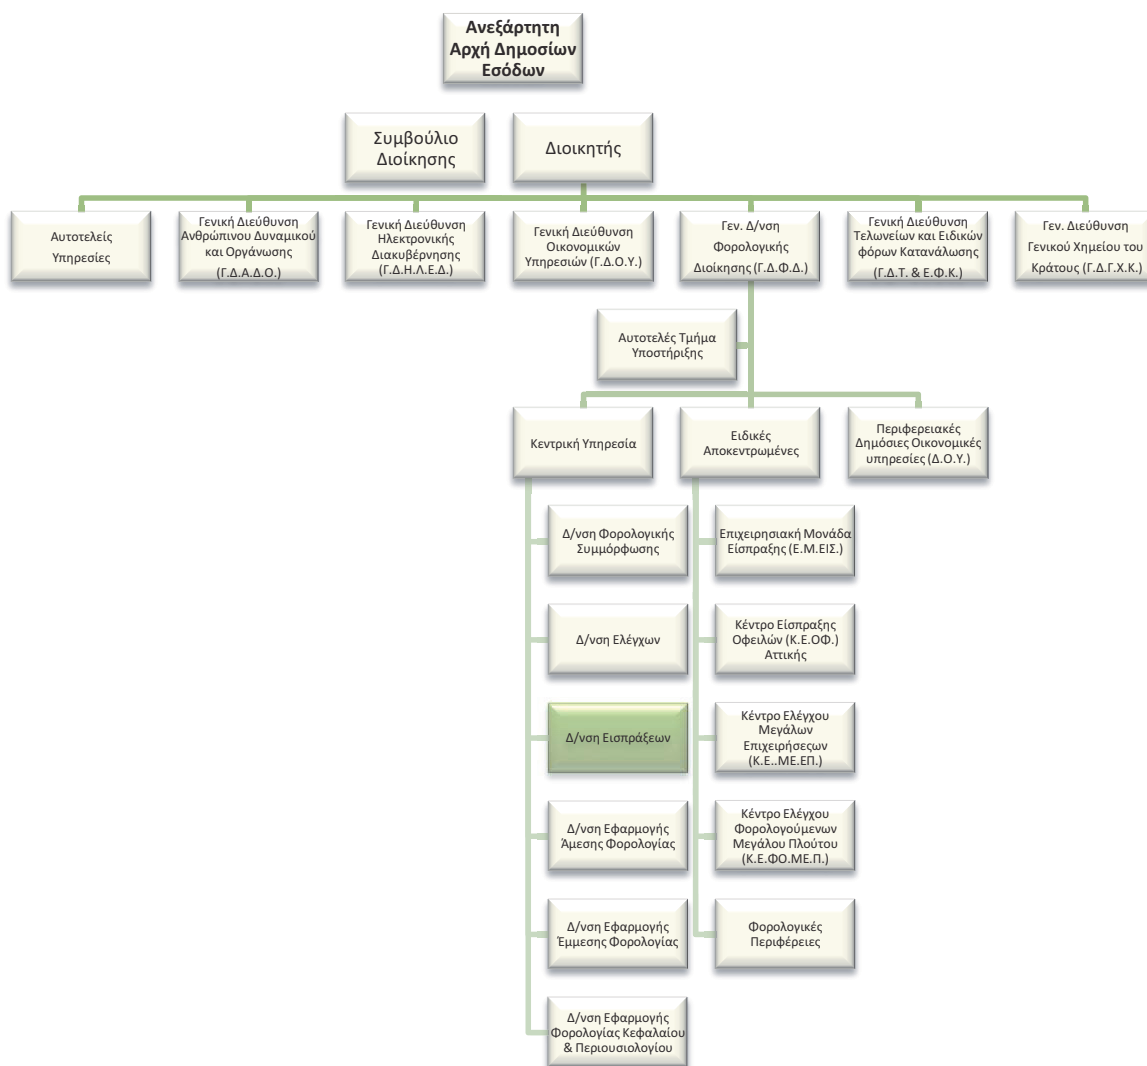 Ανεξάρτητη
Αρχή Δημοσίων
Εσόδων
Συμβούλιο
Διοίκησης
Διοικητής
Αυτοτελείς
Υπηρεσίες
Γενική Διεύθυνση
Ανθρώπινου Δυναμικού
και Οργάνωσης
(Γ.Δ.Α.Δ.Ο.)
Γενική Διεύθυνση
Ηλεκτρονικής
Διακυβέρνησης
(Γ.Δ.Η.Λ.Ε.Δ.)
Γενική Διεύθυνση
Οικονομικών
Υπηρεσιών (Γ.Δ.Ο.Υ.)
Γεν. Δ/νση
Φορολογικής
Διοίκησης (Γ.Δ.Φ.Δ.)
Γενική Διεύθυνση
Τελωνείων και Ειδικών
φόρων Κατανάλωσης
(Γ.Δ.Τ. & Ε.Φ.Κ.)
Γεν. Διεύθυνση
Γενικού Χημείου του
Κράτους (Γ.Δ.Γ.Χ.Κ.)
Αυτοτελές Τμήμα
Υποστήριξης
Κεντρική Υπηρεσία
Ειδικές
Αποκεντρωμένες
Περιφερειακές
Δημόσιες Οικονομικές
υπηρεσίες (Δ.Ο.Υ.)
Δ/νση Φορολογικής
Συμμόρφωσης
Δ/νση Ελέγχων
Δ/νση Εισπράξεων
Δ/νση Εφαρμογής
Άμεσης Φορολογίας
Δ/νση Εφαρμογής
Έμμεσης Φορολογίας
Δ/νση Εφαρμογής
Φορολογίας Κεφαλαίου
& Περιουσιολογίου
Επιχειρησιακή Μονάδα
Είσπραξης (Ε.Μ.ΕΙΣ.)
Κέντρο Είσπραξης
Οφειλών (Κ.Ε.ΟΦ.)
Αττικής
Κέντρο Ελέγχου
Μεγάλων
Επιχειρήσεςων
(Κ.Ε..ΜΕ.ΕΠ.)
Κέντρο Ελέγχου
Φορολογούμενων
Μεγάλου Πλούτου
(Κ.Ε.ΦΟ.ΜΕ.Π.)
Φορολογικές
Περιφέρειες